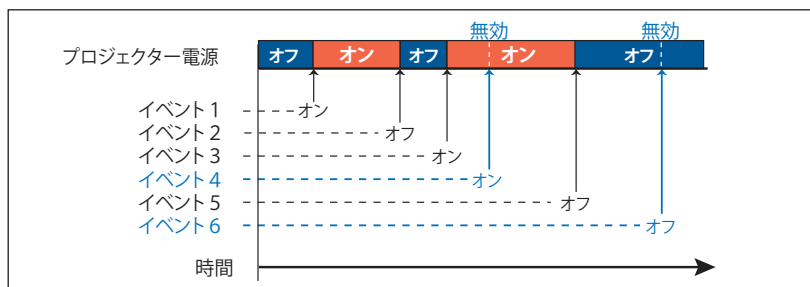 無効 無効
プロジェクター電源 オフ オン オフ オン オフ
イベント1 オン
イベント2 オフ
イベント3 オン
イベント4 オン
イベント5 オフ
イベント6 オフ
時間